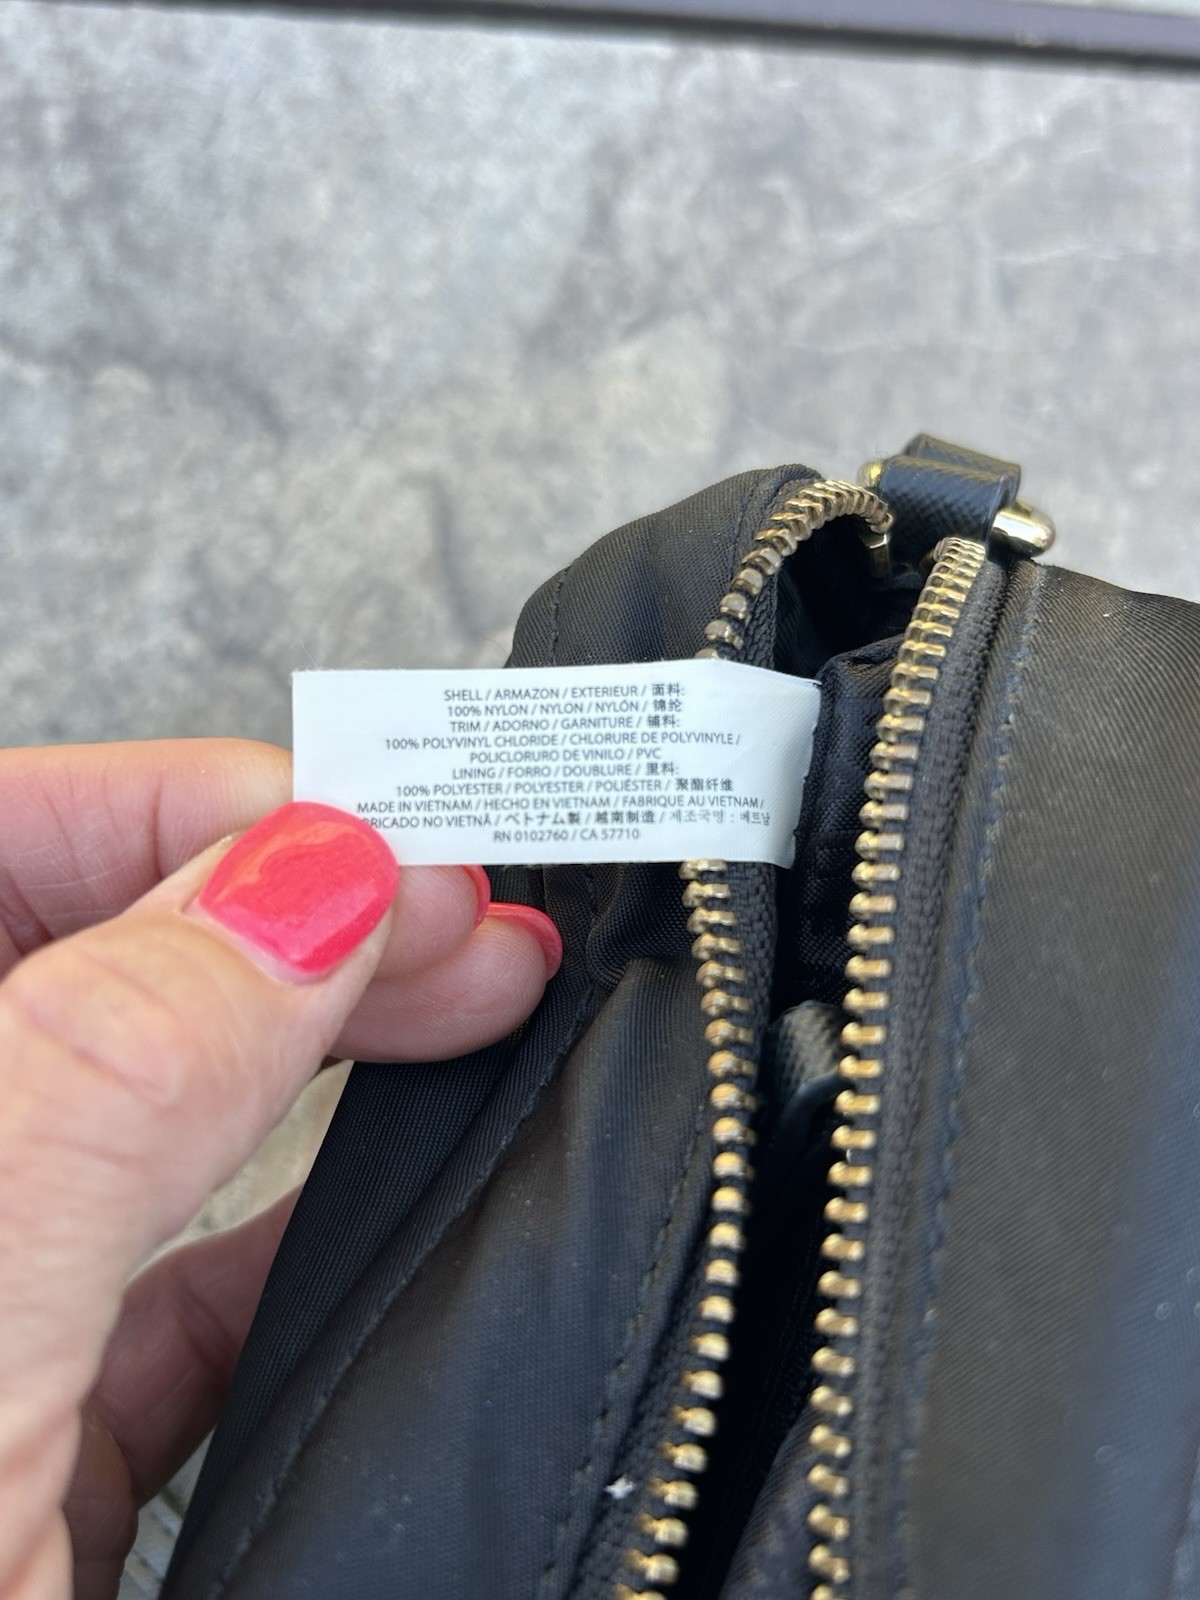 SHELL / ARMAZON / EXTERIEUR / 面料:
100% NYLON / NYLON / NYLÓN / 锦纶
TRIM / ADORNO / GARNITURE / 辅料:
100% POLYVINYL CHLORIDE / CHLORURE DE POLYVINYLE /
POLICLORURO DE VINILO / PVC
LINING / FORRO / DOUBLURE / 里料:
100% POLYESTER / POLYESTER / POLIÉSTER / 聚酯纤维
MADE IN VIETNAM / HECHO EN VIETNAM / FABRIQUE AU VIETNAM /
BRICADO NO VIETNÃ / ベトナム製 / 越南制造 / 제조국명 : 베트남
RN 0102760 / CA 57710